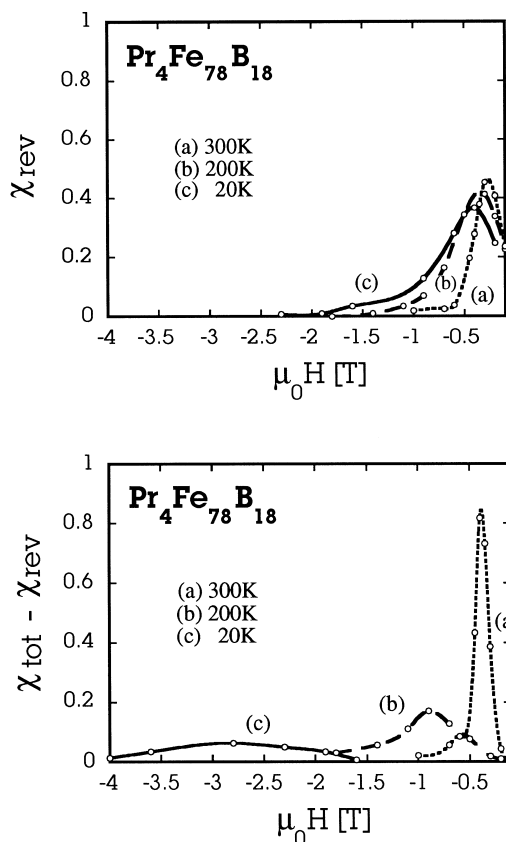 1
Pr₄Fe₇₈B₁₈
0.8
0.6
(a) 300K
(b) 200K
(c) 20K
χrev
0.4
0.2
(c)
(b)
(a)
0
-4 -3.5 -3 -2.5 -2 -1.5 -1 -0.5
μ₀H [T]
1
Pr₄Fe₇₈B₁₈
0.8
0.6
(a) 300K
(b) 200K
(c) 20K
χtot - χrev
(a
0.4
0.2
(b)
(c)
0
-4 -3.5 -3 -2.5 -2 -1.5 -1 -0.5
μ₀H [T]